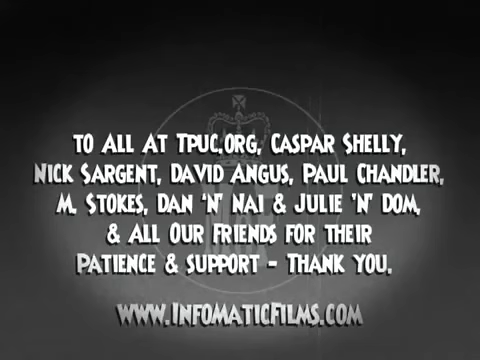 To All at Tpuc.org, Caspar Shelly,
Nick Sargent, David Angus, Paul Chandler,
M. Stokes, Dan 'N' Nai & Julie 'N' Dom,
& All Our Friends for their
Patience & support - Thank you.
www.InfomaticFilms.com